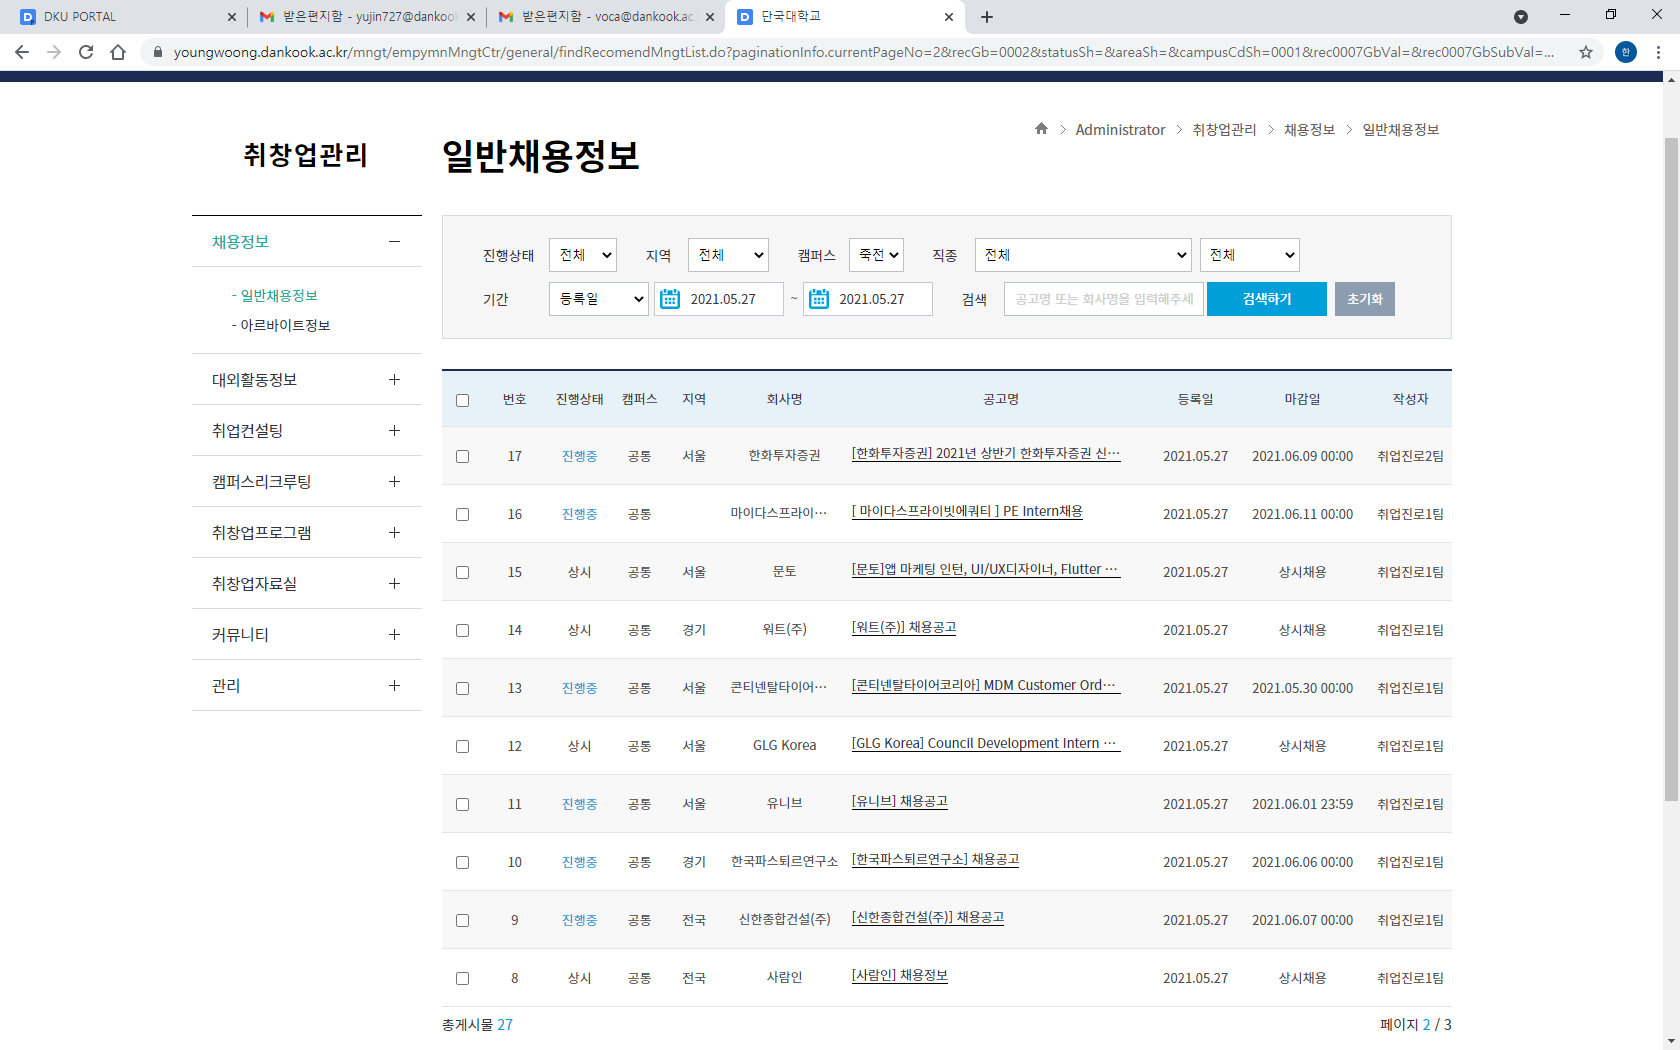 DKU PORTAL
받은편지함 - yujin727@dankook
받은편지함 - voca@dankook.ac.
단국대학교
youngwoong.dankook.ac.kr/mngt/empymnMngtCtr/general/findRecomendMngtList.do?paginationInfo.currentPageNo=2&recGb=0002&statusSh=&areaSh=&campusCdSh=0001&rec0007GbVal=&rec0007GbSubVal=...
한
Administrator > 취창업관리 > 채용정보 > 일반채용정보
취창업관리
일반채용정보
채용정보
- 일반채용정보
- 아르바이트정보
대외활동정보
취업컨설팅
캠퍼스리크루팅
취창업프로그램
취창업자료실
커뮤니티
관리
진행상태 전체 지역 전체 캠퍼스 죽전 직종 전체 전체
기간 등록일 2021.05.27 ~ 2021.05.27 검색 공고명 또는 회사명을 입력해주세 검색하기 초기화
번호 진행상태 캠퍼스 지역 회사명 공고명 등록일 마감일 작성자
17 진행중 공통 서울 한화투자증권 [한화투자증권] 2021년 상반기 한화투자증권 신… 2021.05.27 2021.06.09 00:00 취업진로2팀
16 진행중 공통 마이다스프라이… [ 마이다스프라이빗에쿼티 ] PE Intern채용 2021.05.27 2021.06.11 00:00 취업진로1팀
15 상시 공통 서울 문토 [문토]앱 마케팅 인턴, UI/UX디자이너, Flutter … 2021.05.27 상시채용 취업진로1팀
14 상시 공통 경기 워트(주) [워트(주)] 채용공고 2021.05.27 상시채용 취업진로1팀
13 진행중 공통 서울 콘티넨탈타이어… [콘티넨탈타이어코리아] MDM Customer Ord… 2021.05.27 2021.05.30 00:00 취업진로1팀
12 상시 공통 서울 GLG Korea [GLG Korea] Council Development Intern … 2021.05.27 상시채용 취업진로1팀
11 진행중 공통 서울 유니브 [유니브] 채용공고 2021.05.27 2021.06.01 23:59 취업진로1팀
10 진행중 공통 경기 한국파스퇴르연구소 [한국파스퇴르연구소] 채용공고 2021.05.27 2021.06.06 00:00 취업진로1팀
9 진행중 공통 전국 신한종합건설(주) [신한종합건설(주)] 채용공고 2021.05.27 2021.06.07 00:00 취업진로1팀
8 상시 공통 전국 사람인 [사람인] 채용정보 2021.05.27 상시채용 취업진로1팀
총게시물 27
페이지 2 / 3